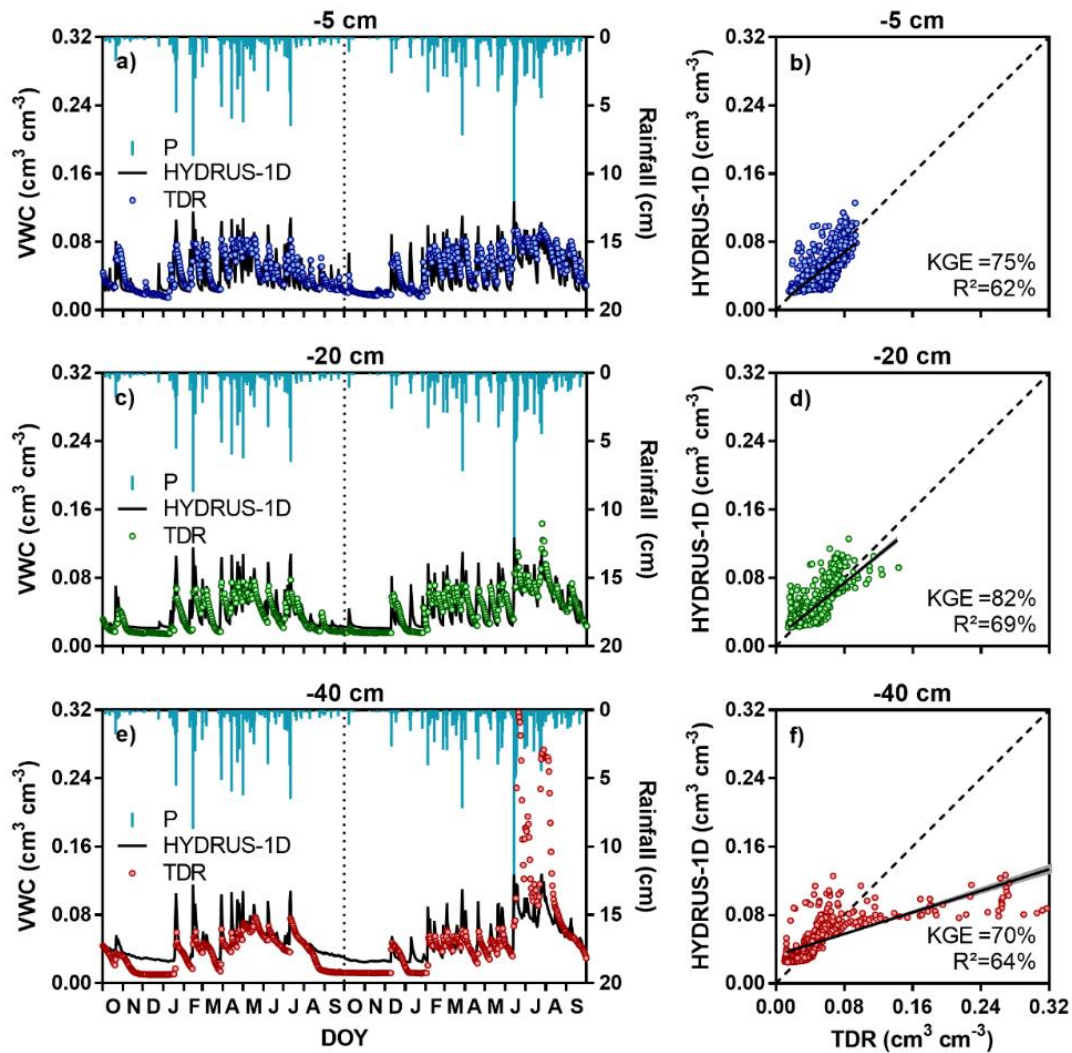 -5 cm
-5 cm
a)
VWC (cm³ cm⁻³)
0.32
0.24
0.16
0.08
0.00
P
HYDRUS-1D
TDR
0
5
10
15
20
Rainfall (cm)
b)
HYDRUS-1D (cm³ cm⁻³)
0.32
0.24
0.16
0.08
0.00
KGE =75%
R²=62%
-20 cm
-20 cm
c)
VWC (cm³ cm⁻³)
0.32
0.24
0.16
0.08
0.00
P
HYDRUS-1D
TDR
0
5
10
15
20
Rainfall (cm)
d)
HYDRUS-1D (cm³ cm⁻³)
0.32
0.24
0.16
0.08
0.00
KGE =82%
R²=69%
-40 cm
-40 cm
e)
VWC (cm³ cm⁻³)
0.32
0.24
0.16
0.08
0.00
P
HYDRUS-1D
TDR
0
5
10
15
20
Rainfall (cm)
O N D J F M A M J J A S O N D J F M A M J J A S
DOY
f)
HYDRUS-1D (cm³ cm⁻³)
0.32
0.24
0.16
0.08
0.00
KGE =70%
R²=64%
0.00 0.08 0.16 0.24 0.32
TDR (cm³ cm⁻³)